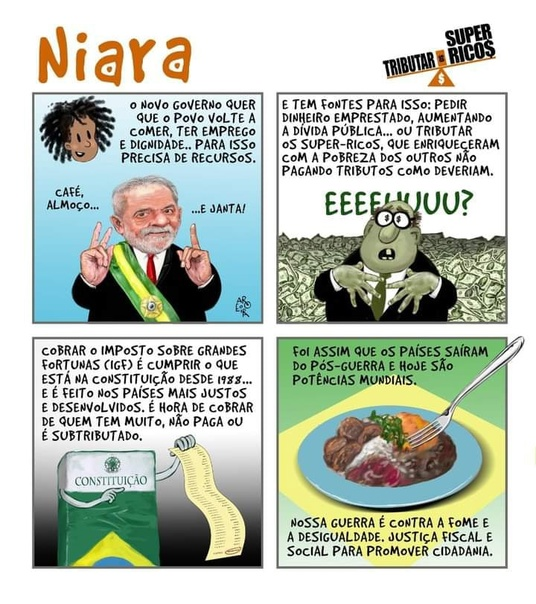 Niara
TRIBUTAR OS
SUPER
RICO$
$
O NOVO GOVERNO QUER
QUE O POVO VOLTE A
COMER, TER EMPREGO
E DIGNIDADE.. PARA ISSO
PRECISA DE RECURSOS.
CAFÉ,
ALMOÇO...
...E JANTA!
E TEM FONTES PARA ISSO: PEDIR
DINHEIRO EMPRESTADO, AUMENTANDO
A DÍVIDA PÚBLICA... OU TRIBUTAR
OS SUPER-RICOS, QUE ENRIQUECERAM
COM A POBREZA DOS OUTROS NÃO
PAGANDO TRIBUTOS COMO DEVERIAM.
EEEEUUUU?
COBRAR O IMPOSTO SOBRE GRANDES
FORTUNAS (IGF) É CUMPRIR O QUE
ESTÁ NA CONSTITUIÇÃO DESDE 1988...
E É FEITO NOS PAÍSES MAIS JUSTOS
E DESENVOLVIDOS. É HORA DE COBRAR
DE QUEM TEM MUITO, NÃO PAGA OU
É SUBTRIBUTADO.
CONSTITUIÇÃO
FOI ASSIM QUE OS PAÍSES SAÍRAM
DO PÓS-GUERRA E HOJE SÃO
POTÊNCIAS MUNDIAIS.
NOSSA GUERRA É CONTRA A FOME E
A DESIGUALDADE. JUSTIÇA FISCAL E
SOCIAL PARA PROMOVER CIDADANIA.